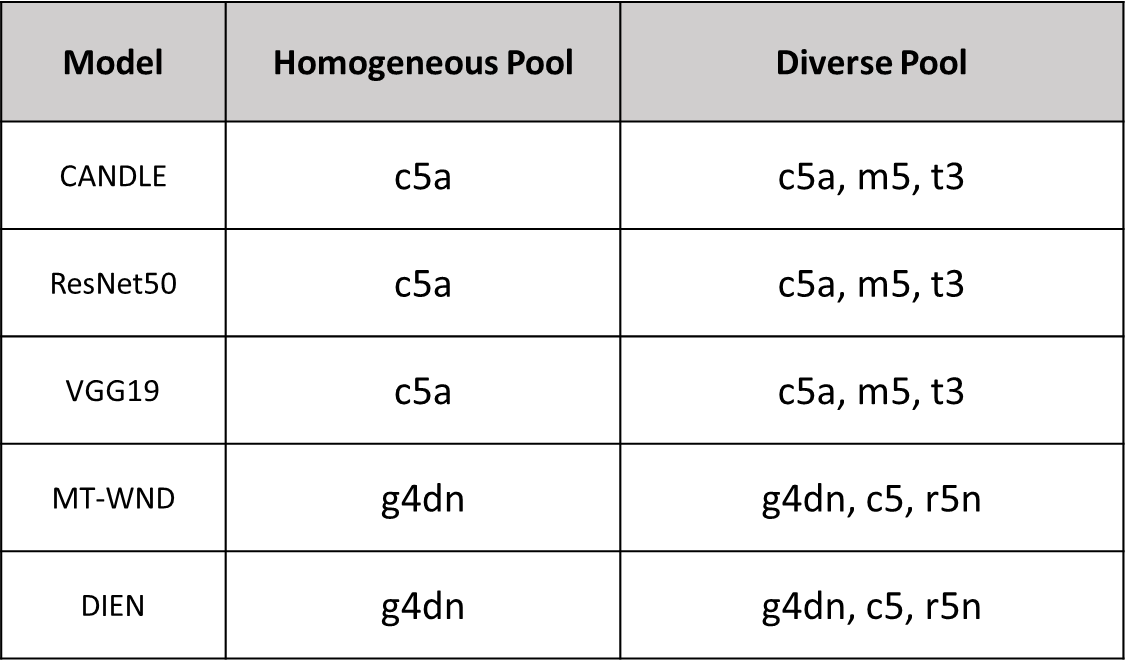 Model Homogeneous Pool Diverse Pool
CANDLE c5a c5a, m5, t3
ResNet50 c5a c5a, m5, t3
VGG19 c5a c5a, m5, t3
MT-WND g4dn g4dn, c5, r5n
DIEN g4dn g4dn, c5, r5n